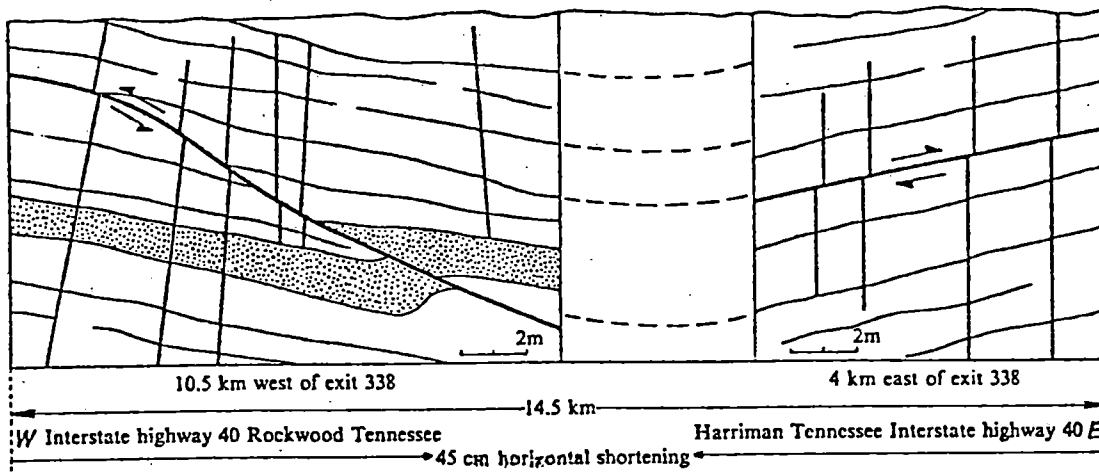 2m
2m
10.5 km west of exit 338
4 km east of exit 338
14.5 km
W Interstate highway 40 Rockwood Tennessee
Harriman Tennessee Interstate highway 40 E
45 cm horizontal shortening